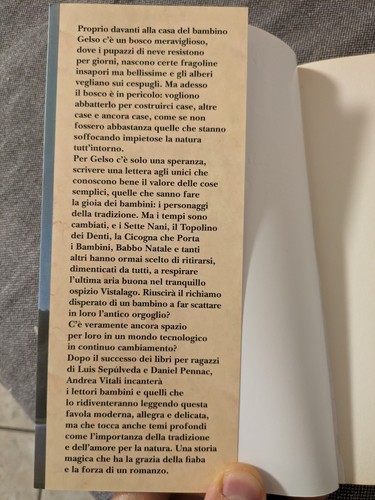 Proprio davanti alla casa del bambino
Gelso c'è un bosco meraviglioso,
dove i pupazzi di neve resistono
per giorni, nascono certe fragoline
insapori ma bellissime e gli alberi
vegliano sui cespugli. Ma adesso
il bosco è in pericolo: vogliono
abbatterlo per costruirci case, altre
case e ancora case, come se non
fossero abbastanza quelle che stanno
soffocando impietose la natura
tutt'intorno.
Per Gelso c'è solo una speranza,
scrivere una lettera agli unici che
conoscono bene il valore delle cose
semplici, quelle che sanno fare
la gioia dei bambini: i personaggi
della tradizione. Ma i tempi sono
cambiati, e i Sette Nani, il Topolino
dei Denti, la Cicogna che Porta
i Bambini, Babbo Natale e tanti
altri hanno ormai scelto di ritirarsi,
dimenticati da tutti, a respirare
l'ultima aria buona nel tranquillo
ospizio Vistalago. Riuscirà il richiamo
disperato di un bambino a far scattare
in loro l'antico orgoglio?
C'è veramente ancora spazio
per loro in un mondo tecnologico
in continuo cambiamento?
Dopo il successo dei libri per ragazzi
di Luis Sepúlveda e Daniel Pennac,
Andrea Vitali incanterà
i lettori bambini e quelli che
lo ridiventeranno leggendo questa
favola moderna, allegra e delicata,
ma che tocca anche temi profondi
come l'importanza della tradizione
e dell'amore per la natura. Una storia
magica che ha la grazia della fiaba
e la forza di un romanzo.